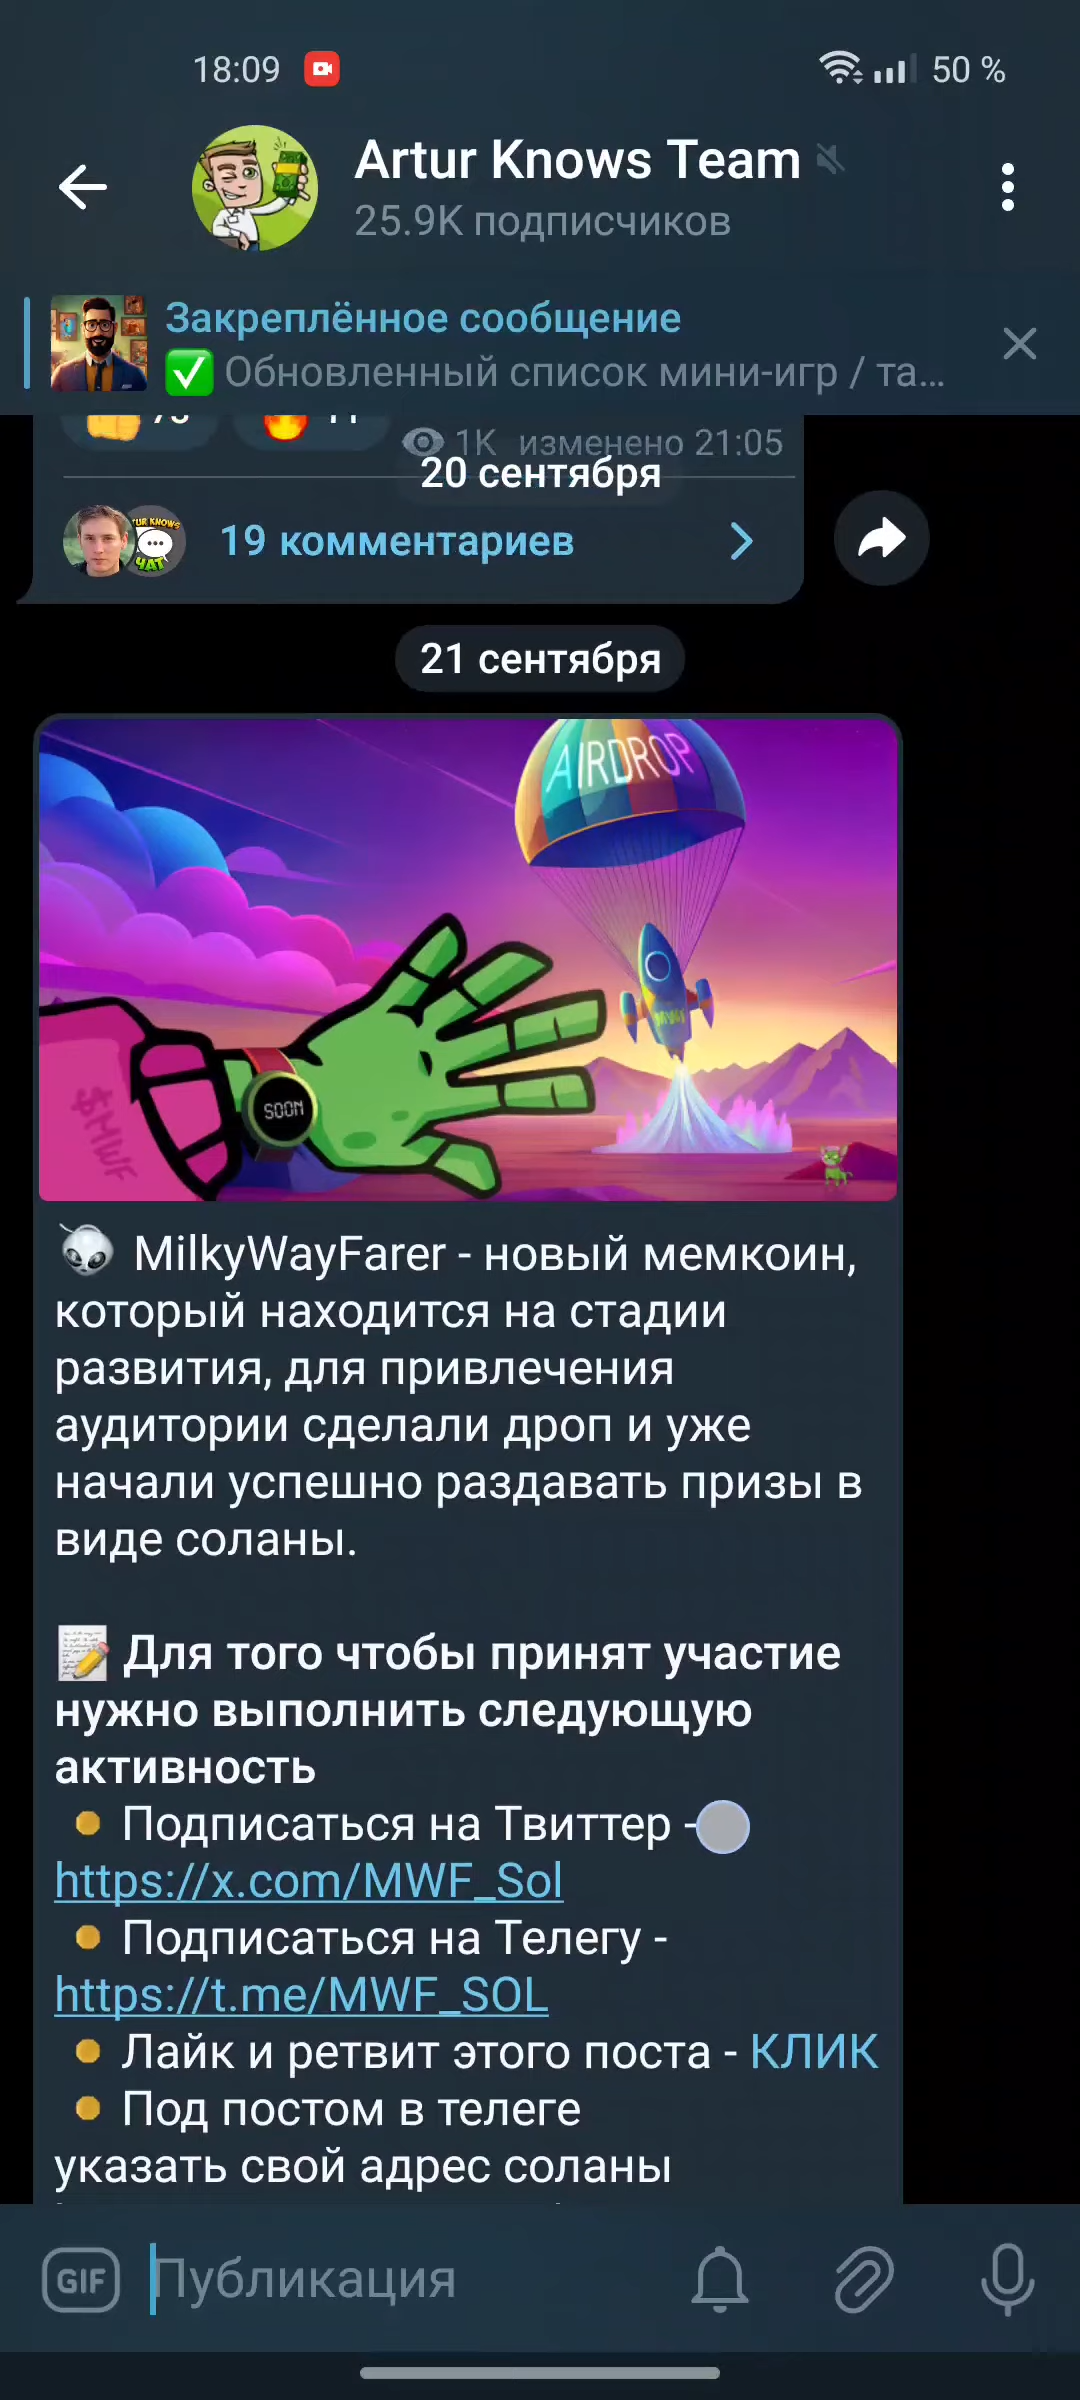 18:09
50 %
Artur Knows Team
25.9K подписчиков
Закреплённое сообщение
✅ Обновленный список мини-игр / та...
1K изменено 21:05
20 сентября
19 комментариев
21 сентября
AIRDROP
SOON
$MWF
👽 MilkyWayFarer - новый мемкоин,
который находится на стадии
развития, для привлечения
аудитории сделали дроп и уже
начали успешно раздавать призы в
виде соланы.
📝 Для того чтобы принят участие
нужно выполнить следующую
активность
Подписаться на Твиттер -
https://x.com/MWF_Sol
Подписаться на Телегу -
https://t.me/MWF_SOL
Лайк и ретвит этого поста - КЛИК
Под постом в телеге
указать свой адрес соланы
GIF Публикация